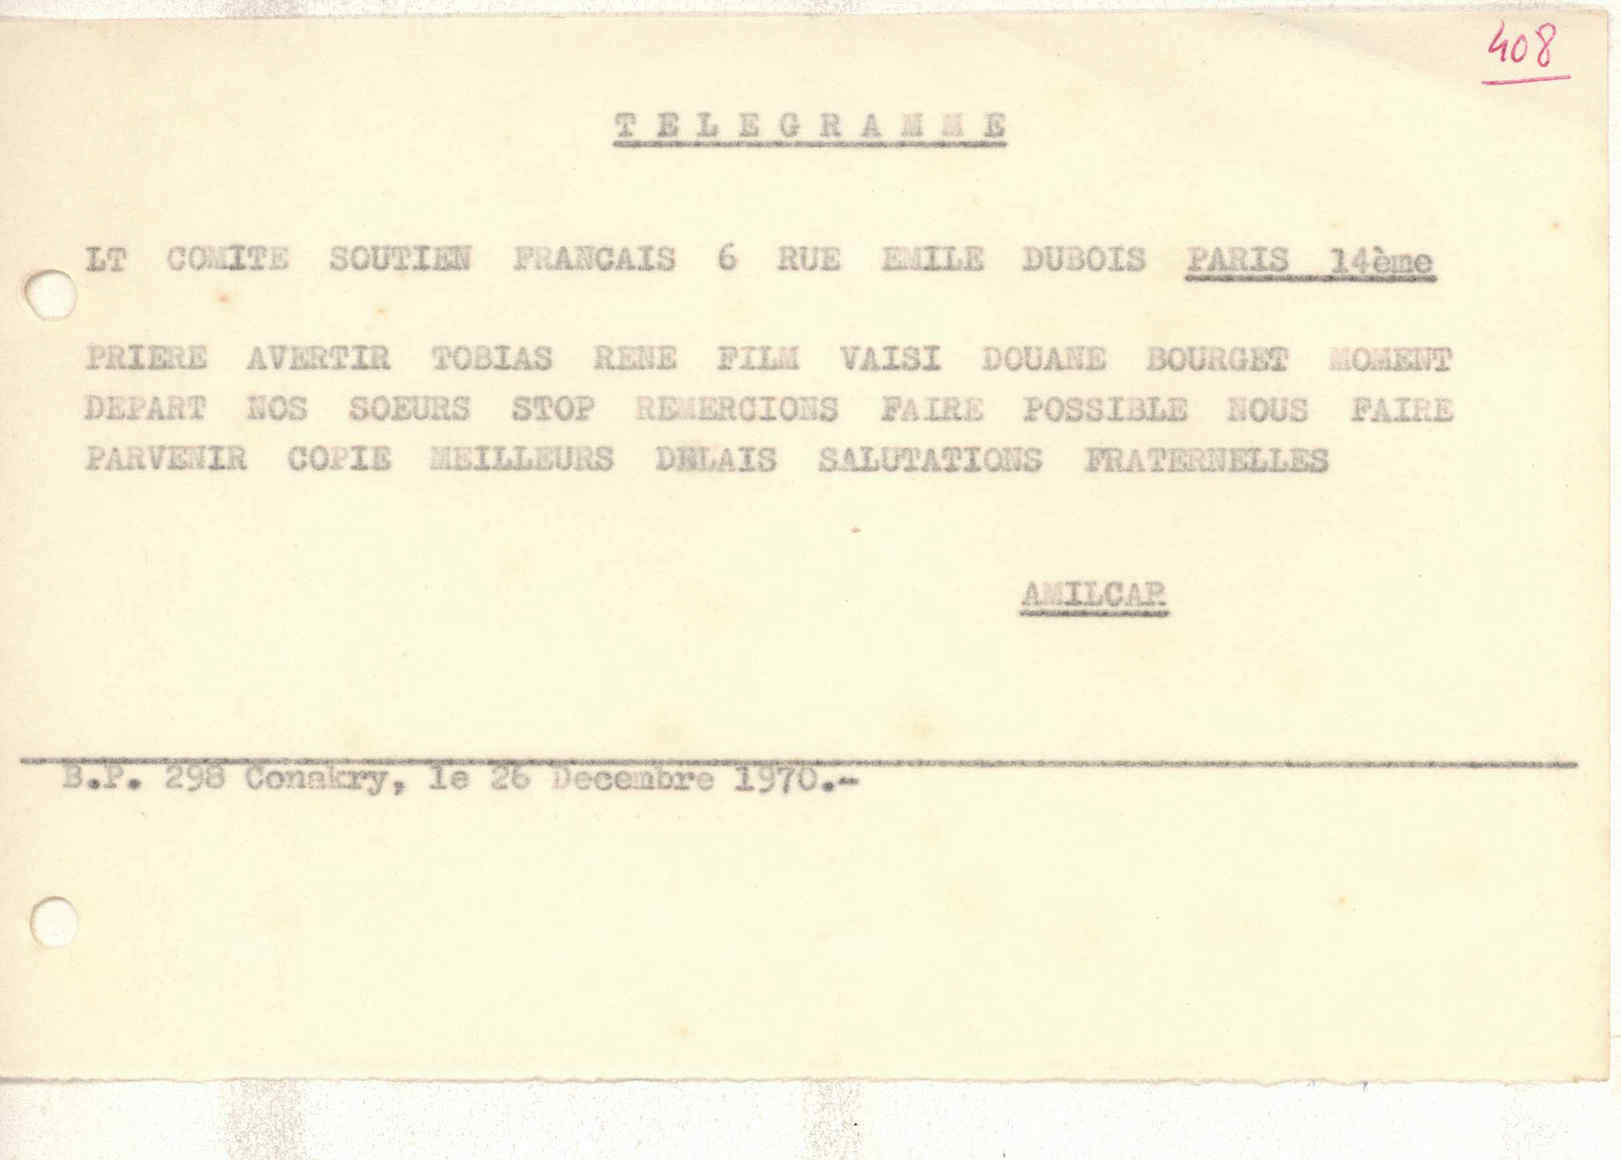 408
TELEGRAMME
LT COMITE SOUTIEN FRANCAIS 6 RUE EMILE DUBOIS PARIS 14ème
PRIERE AVERTIR TOBIAS RENE FILM VAISI DOUANE BOURGET MOMENT
DEPART NOS SOEURS STOP REMERCIONS FAIRE POSSIBLE NOUS FAIRE
PARVENIR COPIE MEILLEURS DELAIS SALUTATIONS FRATERNELLES
AMILCAR
B.P. 298 Conakry, le 26 Decembre 1970.-